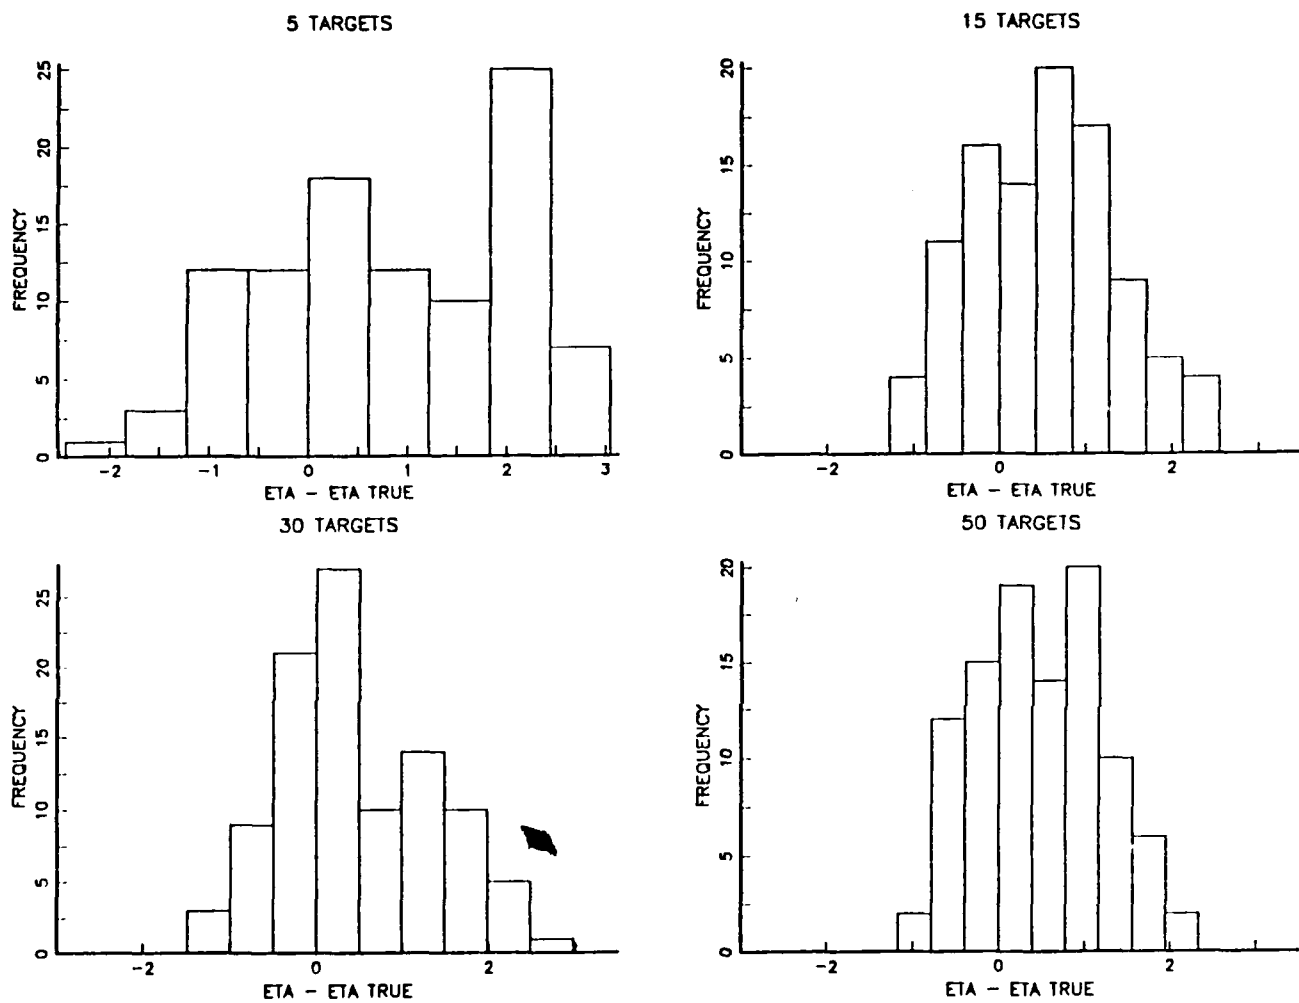 5 TARGETS
FREQUENCY
0 5 10 15 20 25
-2 -1 0 1 2 3
ETA - ETA TRUE
15 TARGETS
FREQUENCY
0 5 10 15 20
-2 0 2
ETA - ETA TRUE
30 TARGETS
FREQUENCY
0 5 10 15 20 25
-2 0 2
ETA - ETA TRUE
50 TARGETS
FREQUENCY
0 5 10 15 20
-2 0 2
ETA - ETA TRUE